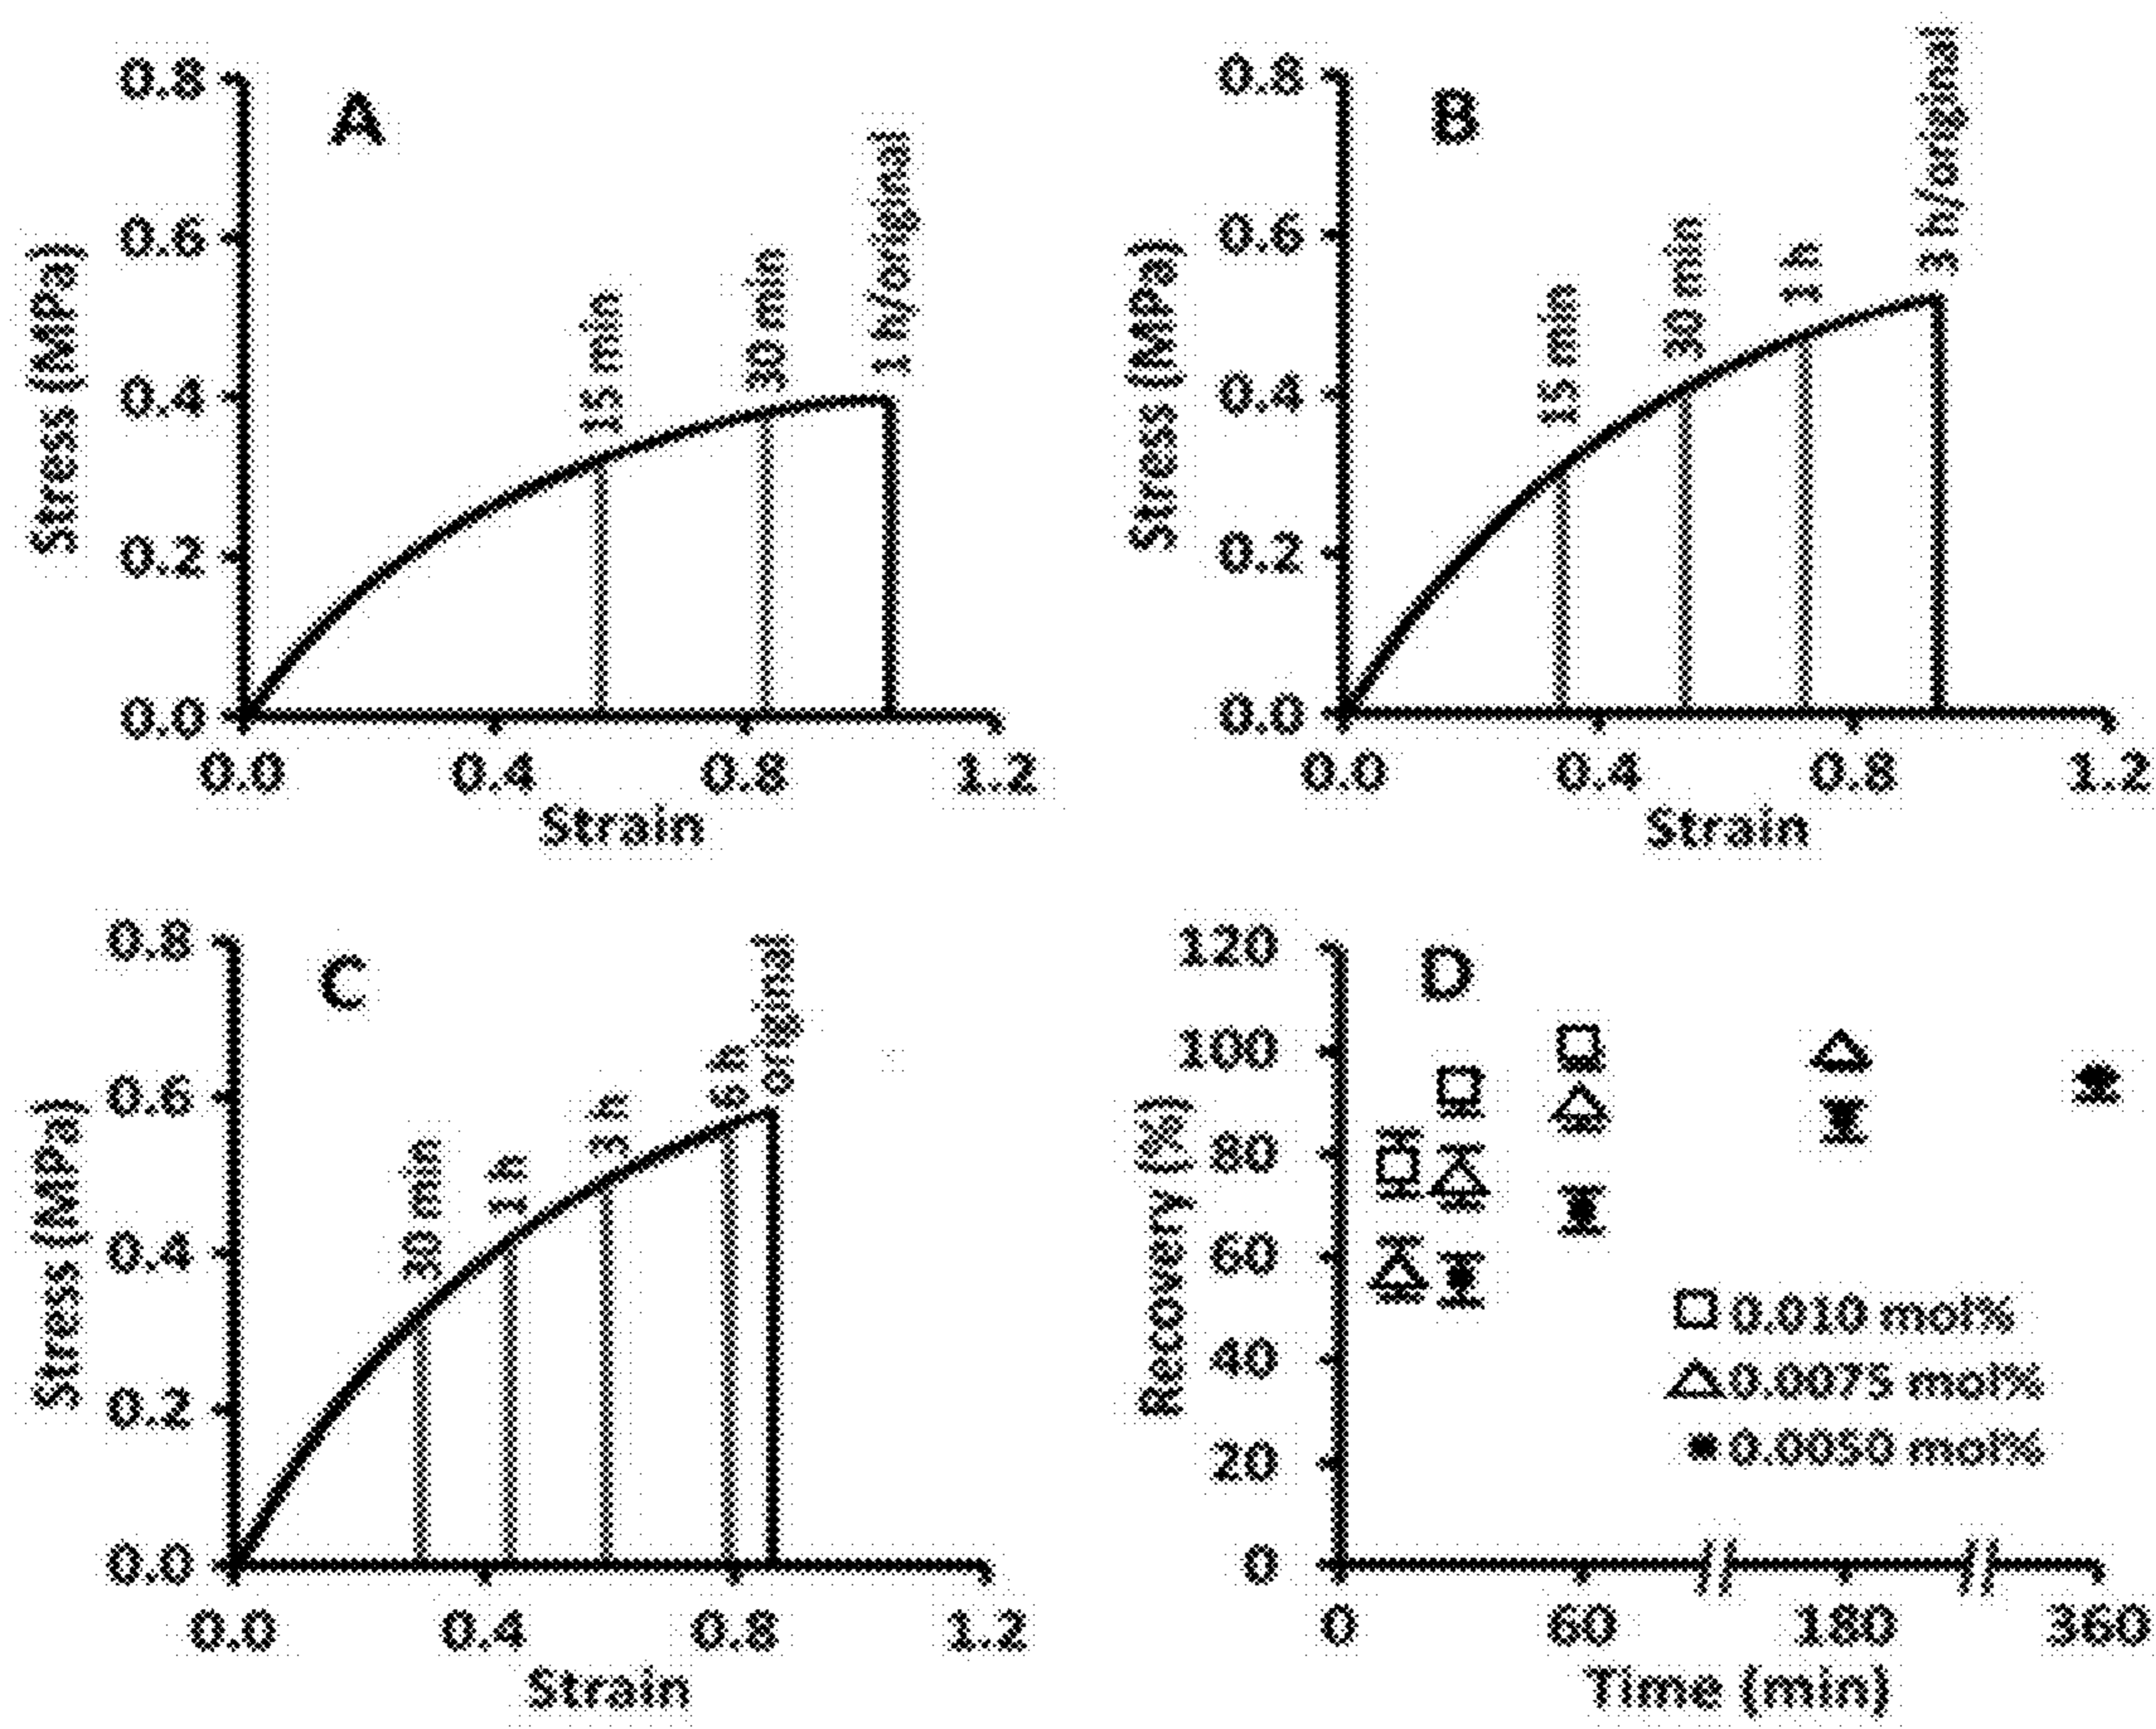 A
0.8
0.6
0.4
0.2
0.0
Stress (MPa)
15 min
30 min
1 h/original
0.0 0.4 0.8 1.2
Strain
B
0.8
0.6
0.4
0.2
0.0
Stress (MPa)
15 min
30 min
1 h
3 h/original
0.0 0.4 0.8 1.2
Strain
C
0.8
0.6
0.4
0.2
0.0
Stress (MPa)
30 min
1 h
3 h
6 h
original
0.0 0.4 0.8 1.2
Strain
D
120
100
80
60
40
20
0
Recovery (%)
0.010 mol%
0.0075 mol%
0.0050 mol%
0 60 180 360
Time (min)